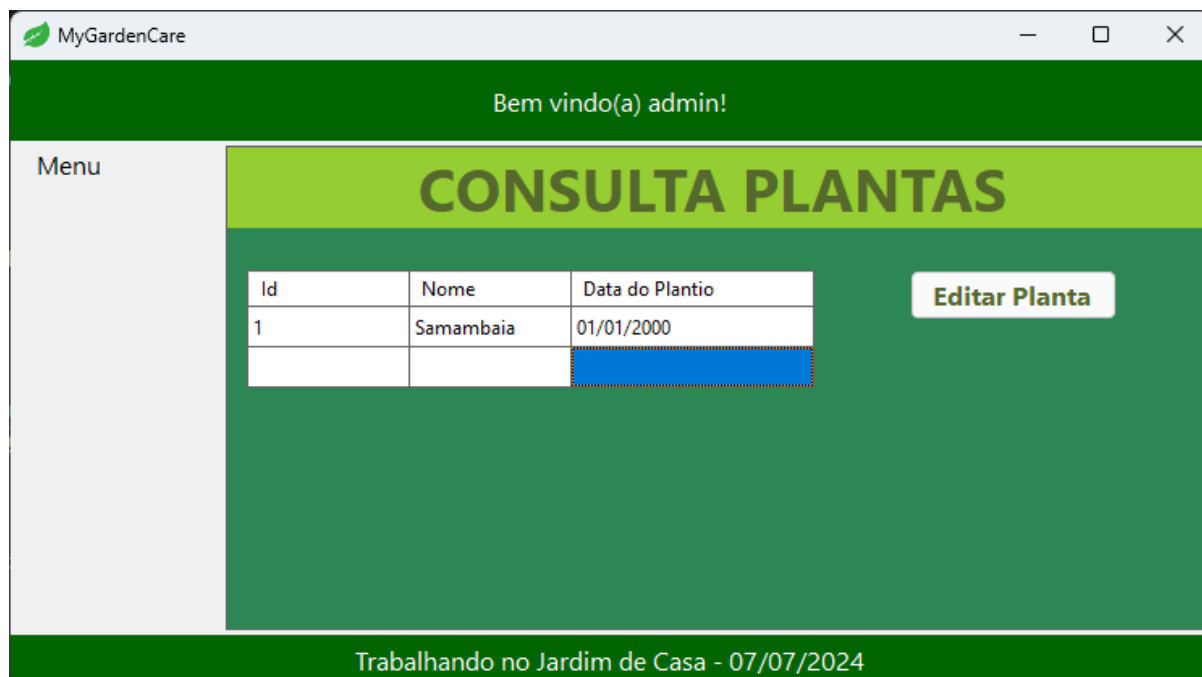 MyGardenCare
Bem vindo(a) admin!
Menu
CONSULTA PLANTAS
Id Nome Data do Plantio
1 Samambaia 01/01/2000
Editar Planta
Trabalhando no Jardim de Casa - 07/07/2024